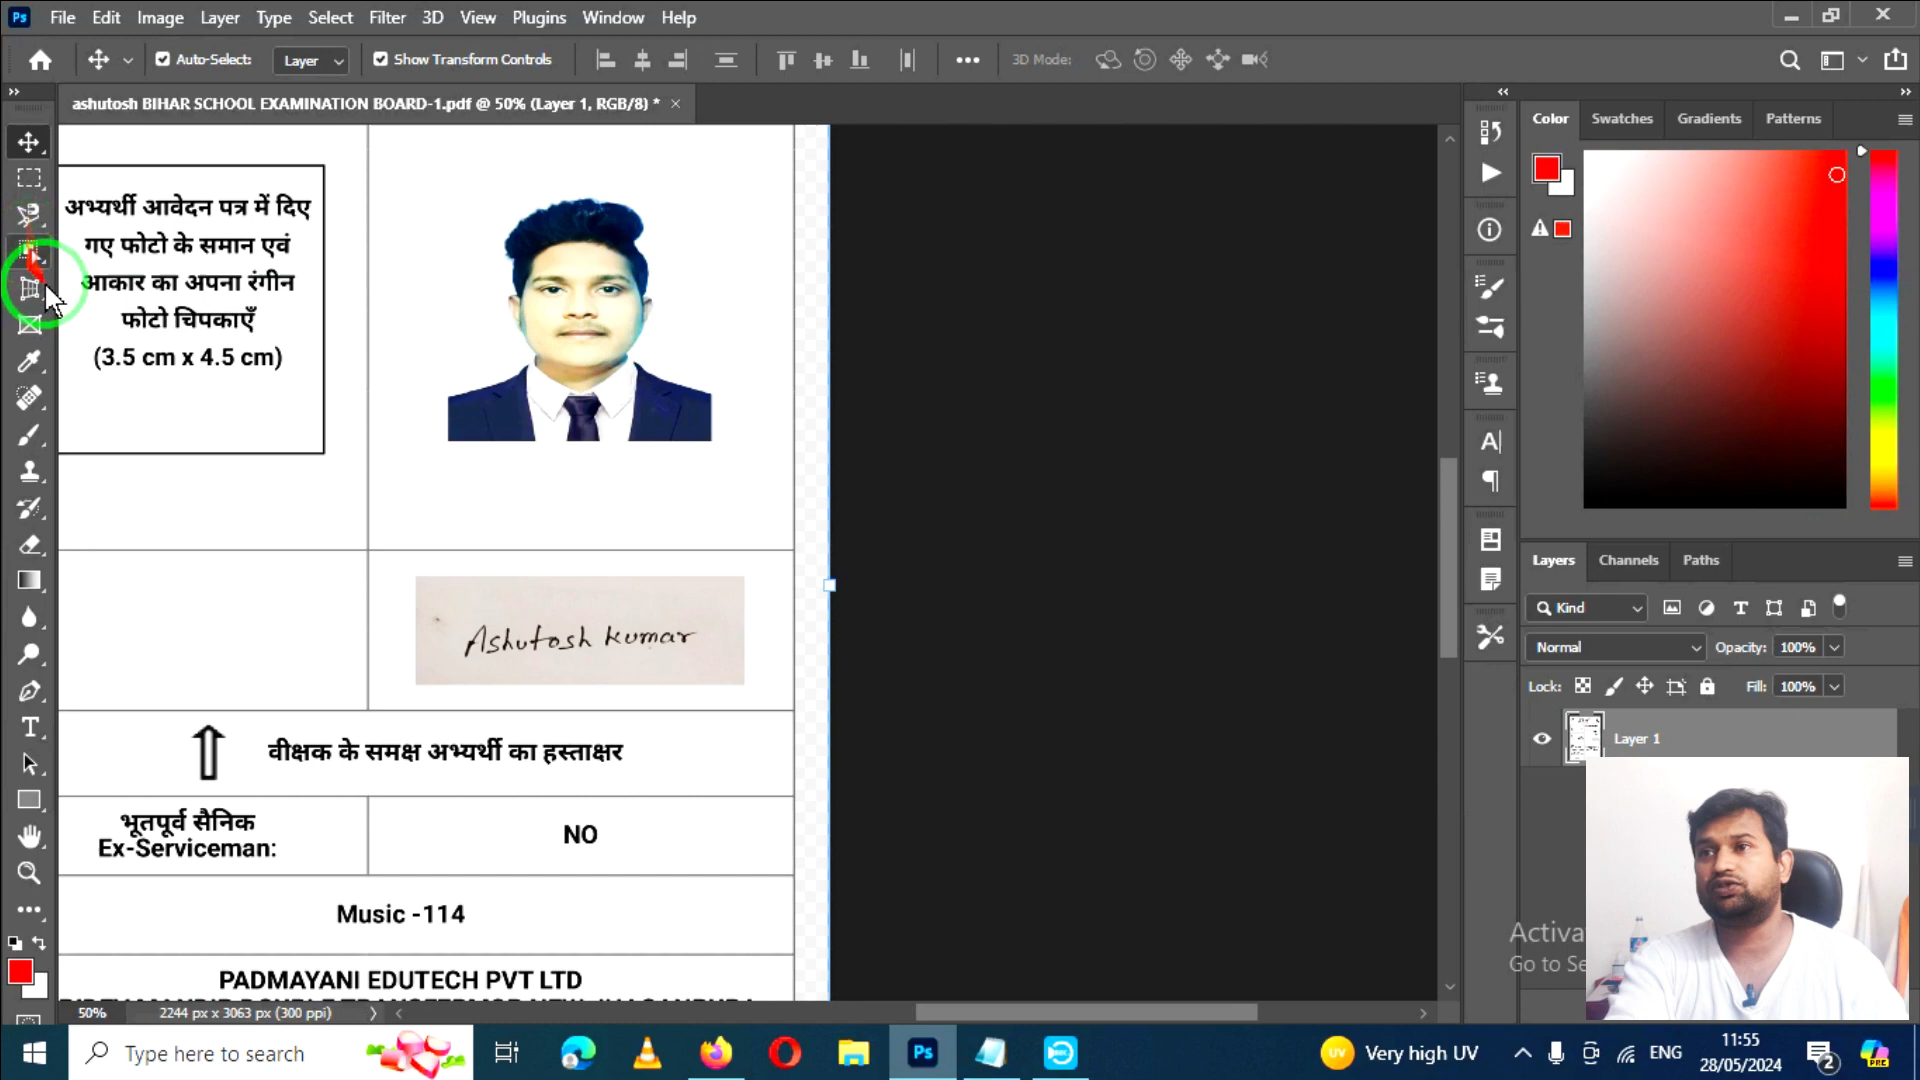 Ps File Edit Image Layer Type Select Filter 3D View Plugins Window Help
Auto-Select: Layer Show Transform Controls 3D Mode:
ashutosh BIHAR SCHOOL EXAMINATION BOARD-1.pdf @ 50% (Layer 1, RGB/8) *
Color Swatches Gradients Patterns
अभ्यर्थी आवेदन पत्र में दिए
गए फोटो के समान एवं
आकार का अपना रंगीन
फोटो चिपकाएँ
(3.5 cm x 4.5 cm)
Ashutosh kumar
वीक्षक के समक्ष अभ्यर्थी का हस्ताक्षर
भूतपूर्व सैनिक
Ex-Serviceman:
NO
Music -114
PADMAYANI EDUTECH PVT LTD
Layers Channels Paths
Kind
Normal Opacity: 100%
Lock: Fill: 100%
Layer 1
Activa
Go to Se
50% 2244 px x 3063 px (300 ppi)
Type here to search
Ps
UV Very high UV ENG
11:55
28/05/2024
2
PRE